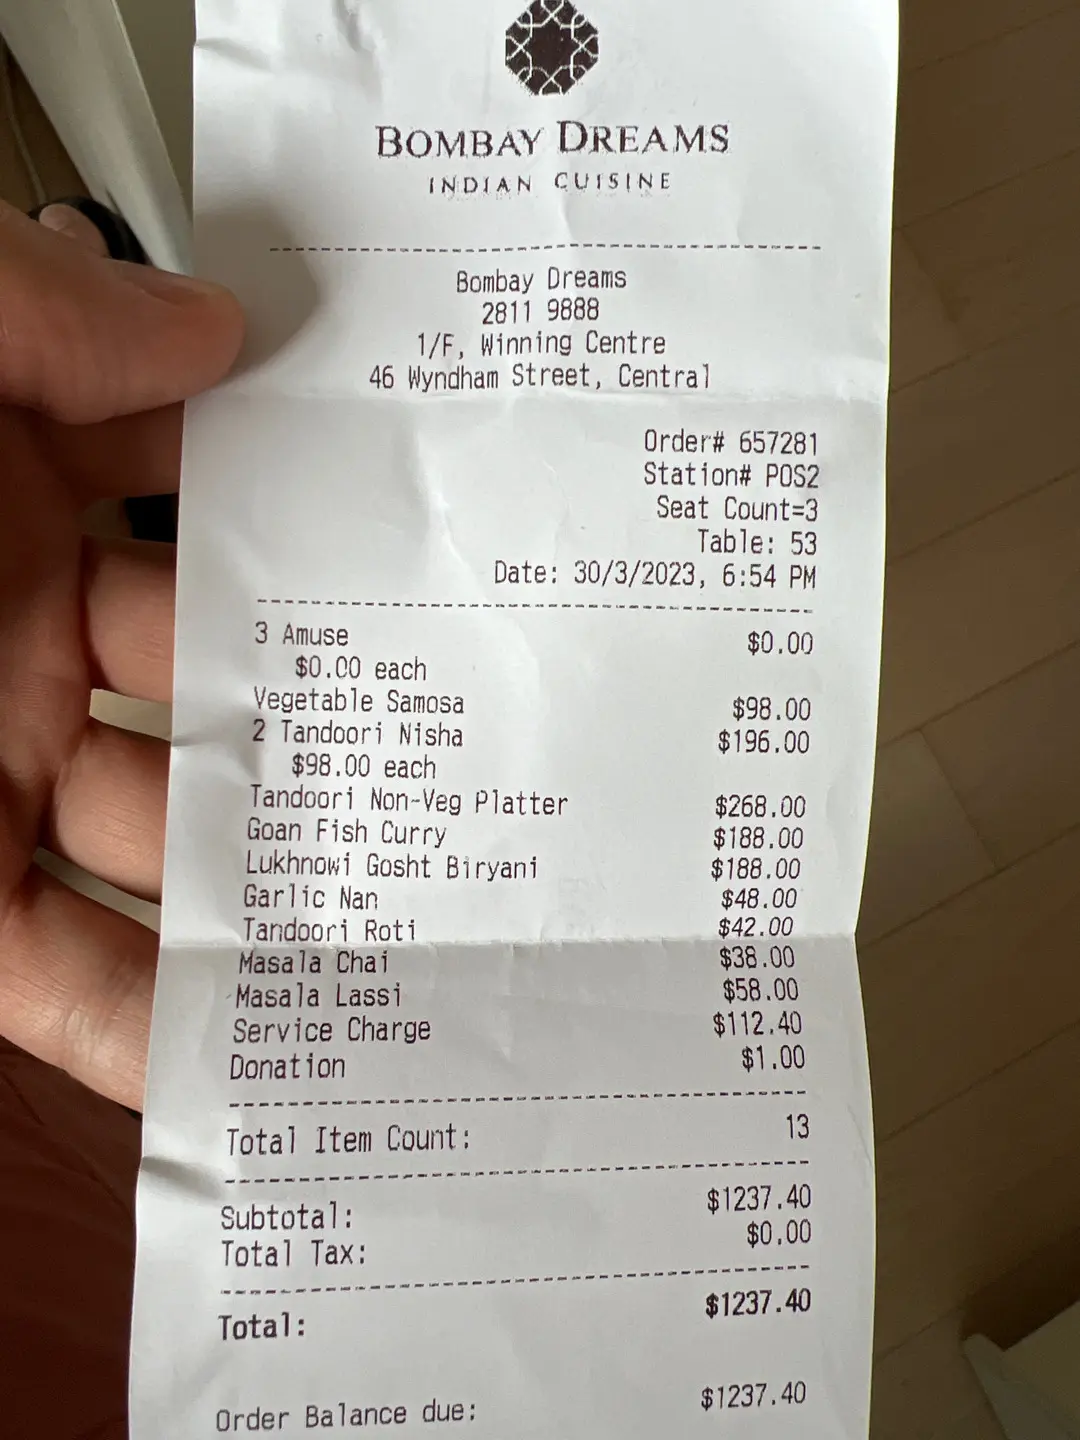 BOMBAY DREAMS
INDIAN CUISINE
Bombay Dreams
2811 9888
1/F, Winning Centre
46 Wyndham Street, Central
Order# 657281
Station# POS2
Seat Count=3
Table: 53
Date: 30/3/2023, 6:54 PM
3 Amuse $0.00
$0.00 each
Vegetable Samosa $98.00
2 Tandoori Nisha $196.00
$98.00 each
Tandoori Non-Veg Platter $268.00
Goan Fish Curry $188.00
Lukhnowi Gosht Biryani $188.00
Garlic Nan $48.00
Tandoori Roti $42.00
Masala Chai $38.00
Masala Lassi $58.00
Service Charge $112.40
Donation $1.00
Total Item Count: 13
Subtotal: $1237.40
Total Tax: $0.00
Total: $1237.40
Order Balance due: $1237.40